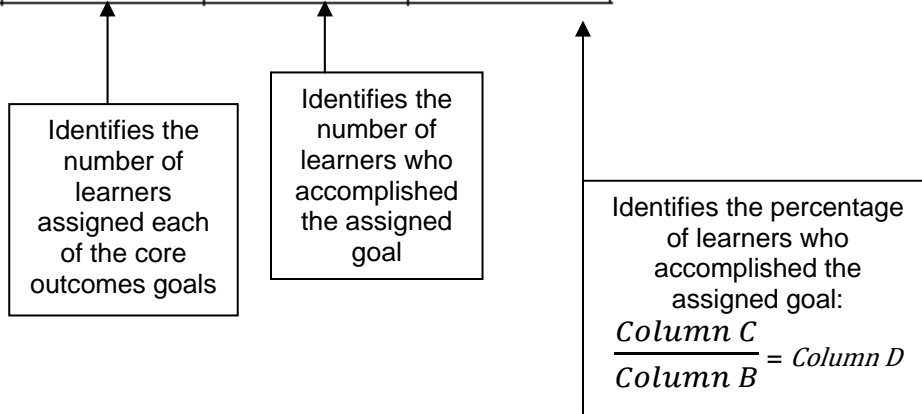 Identifies the
number of
learners
assigned each
of the core
outcomes goals
Identifies the
number of
learners who
accomplished
the assigned
goal
Identifies the percentage
of learners who
accomplished the
assigned goal:
Column C
Column B = Column D